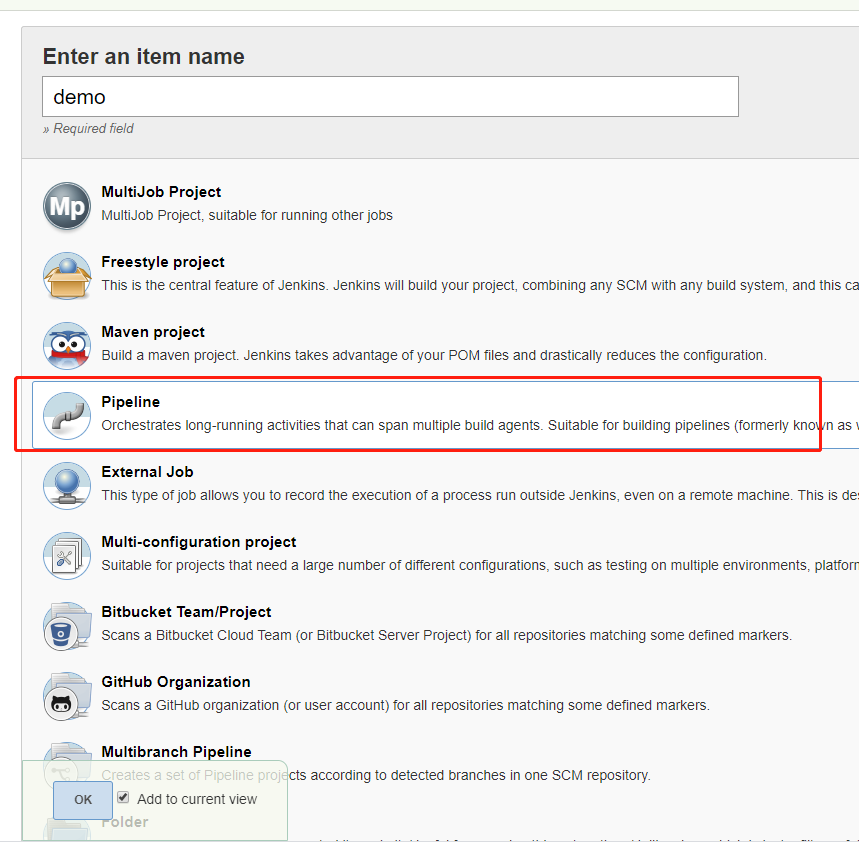 Enter an item name
demo
» Required field
Mp
MultiJob Project
MultiJob Project, suitable for running other jobs
Freestyle project
This is the central feature of Jenkins. Jenkins will build your project, combining any SCM with any build system, and this ca
Maven project
Build a maven project. Jenkins takes advantage of your POM files and drastically reduces the configuration.
Pipeline
Orchestrates long-running activities that can span multiple build agents. Suitable for building pipelines (formerly known as w
External Job
This type of job allows you to record the execution of a process run outside Jenkins, even on a remote machine. This is des
Multi-configuration project
Suitable for projects that need a large number of different configurations, such as testing on multiple environments, platform
Bitbucket Team/Project
Scans a Bitbucket Cloud Team (or Bitbucket Server Project) for all repositories matching some defined markers.
GitHub Organization
Scans a GitHub organization (or user account) for all repositories matching some defined markers.
Multibranch Pipeline
Creates a set of Pipeline projects according to detected branches in one SCM repository.
OK
Add to current view
Folder